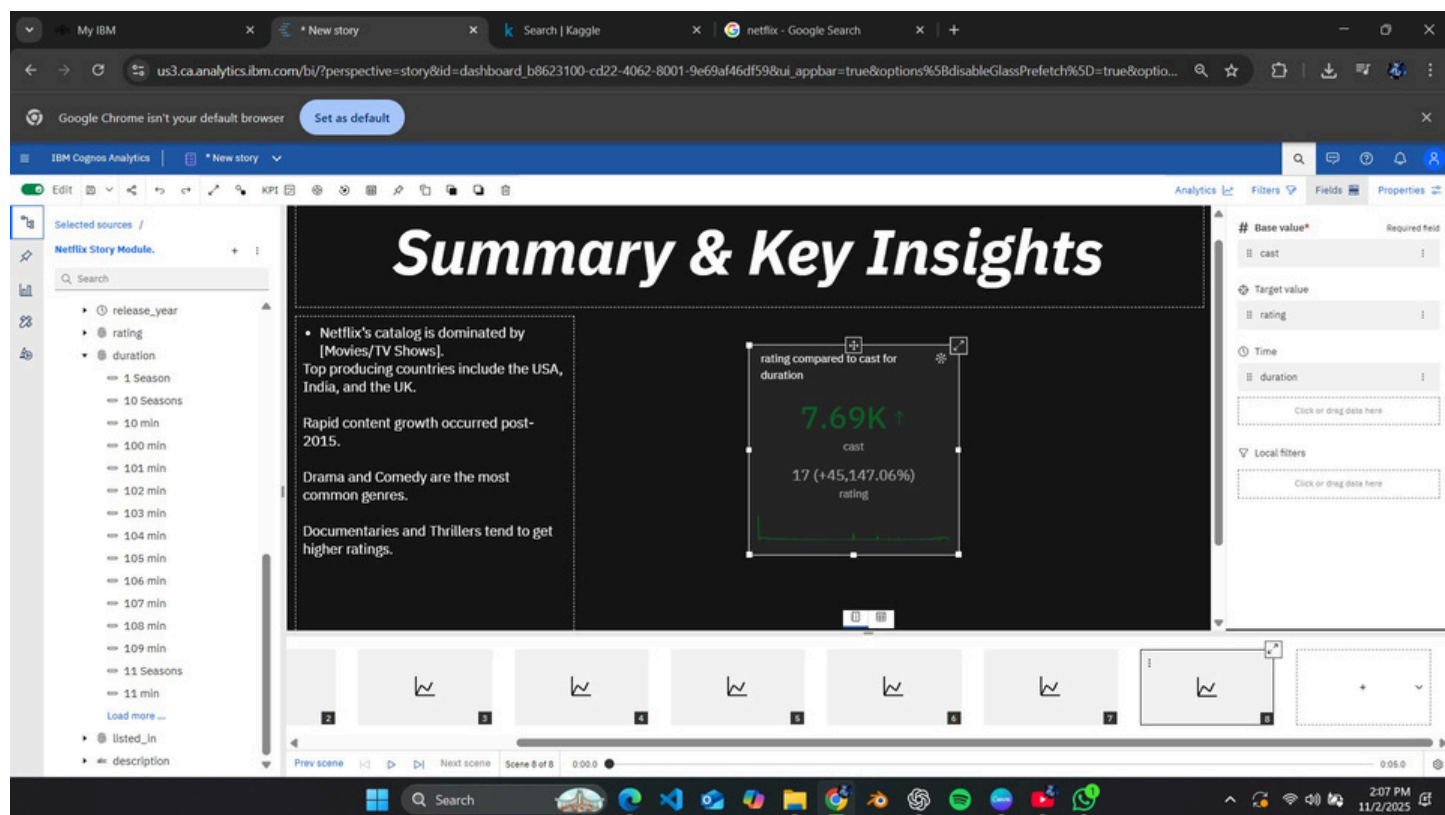 My IBM
* New story
Search | Kaggle
netflix - Google Search
us3.ca.analytics.ibm.com/bi/?perspective=story&id=dashboard_b8623100-cd22-4062-8001-9e69af46df59&ui_appbar=true&options%5BdisableGlassPrefetch%5D=true&optio...
Google Chrome isn't your default browser
Set as default
IBM Cognos Analytics
* New story
Edit
KPI
Analytics
Filters
Fields
Properties
Selected sources /
Netflix Story Module.
Search
release_year
rating
duration
1 Season
10 Seasons
10 min
100 min
101 min
102 min
103 min
104 min
105 min
106 min
107 min
108 min
109 min
11 Seasons
11 min
Load more ...
listed_in
abc description
Summary & Key Insights
• Netflix's catalog is dominated by
[Movies/TV Shows].
Top producing countries include the USA,
India, and the UK.
Rapid content growth occurred post-
2015.
Drama and Comedy are the most
common genres.
Documentaries and Thrillers tend to get
higher ratings.
rating compared to cast for
duration
7.69K ↑
cast
17 (+45,147.06%)
rating
# Base value*
Required field
cast
Target value
rating
Time
duration
Click or drag data here
Local filters
Click or drag data here
2
3
4
5
6
7
8
Prev scene
Next scene
Scene 8 of 8
0:00.0
0:05.0
Search
2:07 PM
11/2/2025